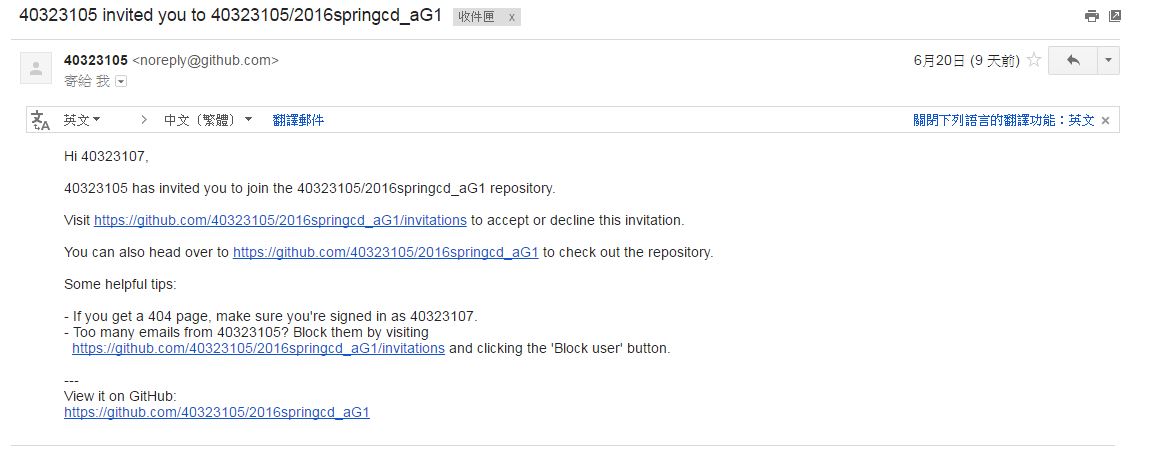 40323105 invited you to 40323105/2016springcd_aG1 收件匣 x
40323105 <noreply@github.com> 6月20日 (9 天前)
寄給 我
英文 中文（繁體） 翻譯郵件 關閉下列語言的翻譯功能：英文 ×
Hi 40323107,
40323105 has invited you to join the 40323105/2016springcd_aG1 repository.
Visit https://github.com/40323105/2016springcd_aG1/invitations to accept or decline this invitation.
You can also head over to https://github.com/40323105/2016springcd_aG1 to check out the repository.
Some helpful tips:
- If you get a 404 page, make sure you're signed in as 40323107.
- Too many emails from 40323105? Block them by visiting
https://github.com/40323105/2016springcd_aG1/invitations and clicking the 'Block user' button.
---
View it on GitHub:
https://github.com/40323105/2016springcd_aG1